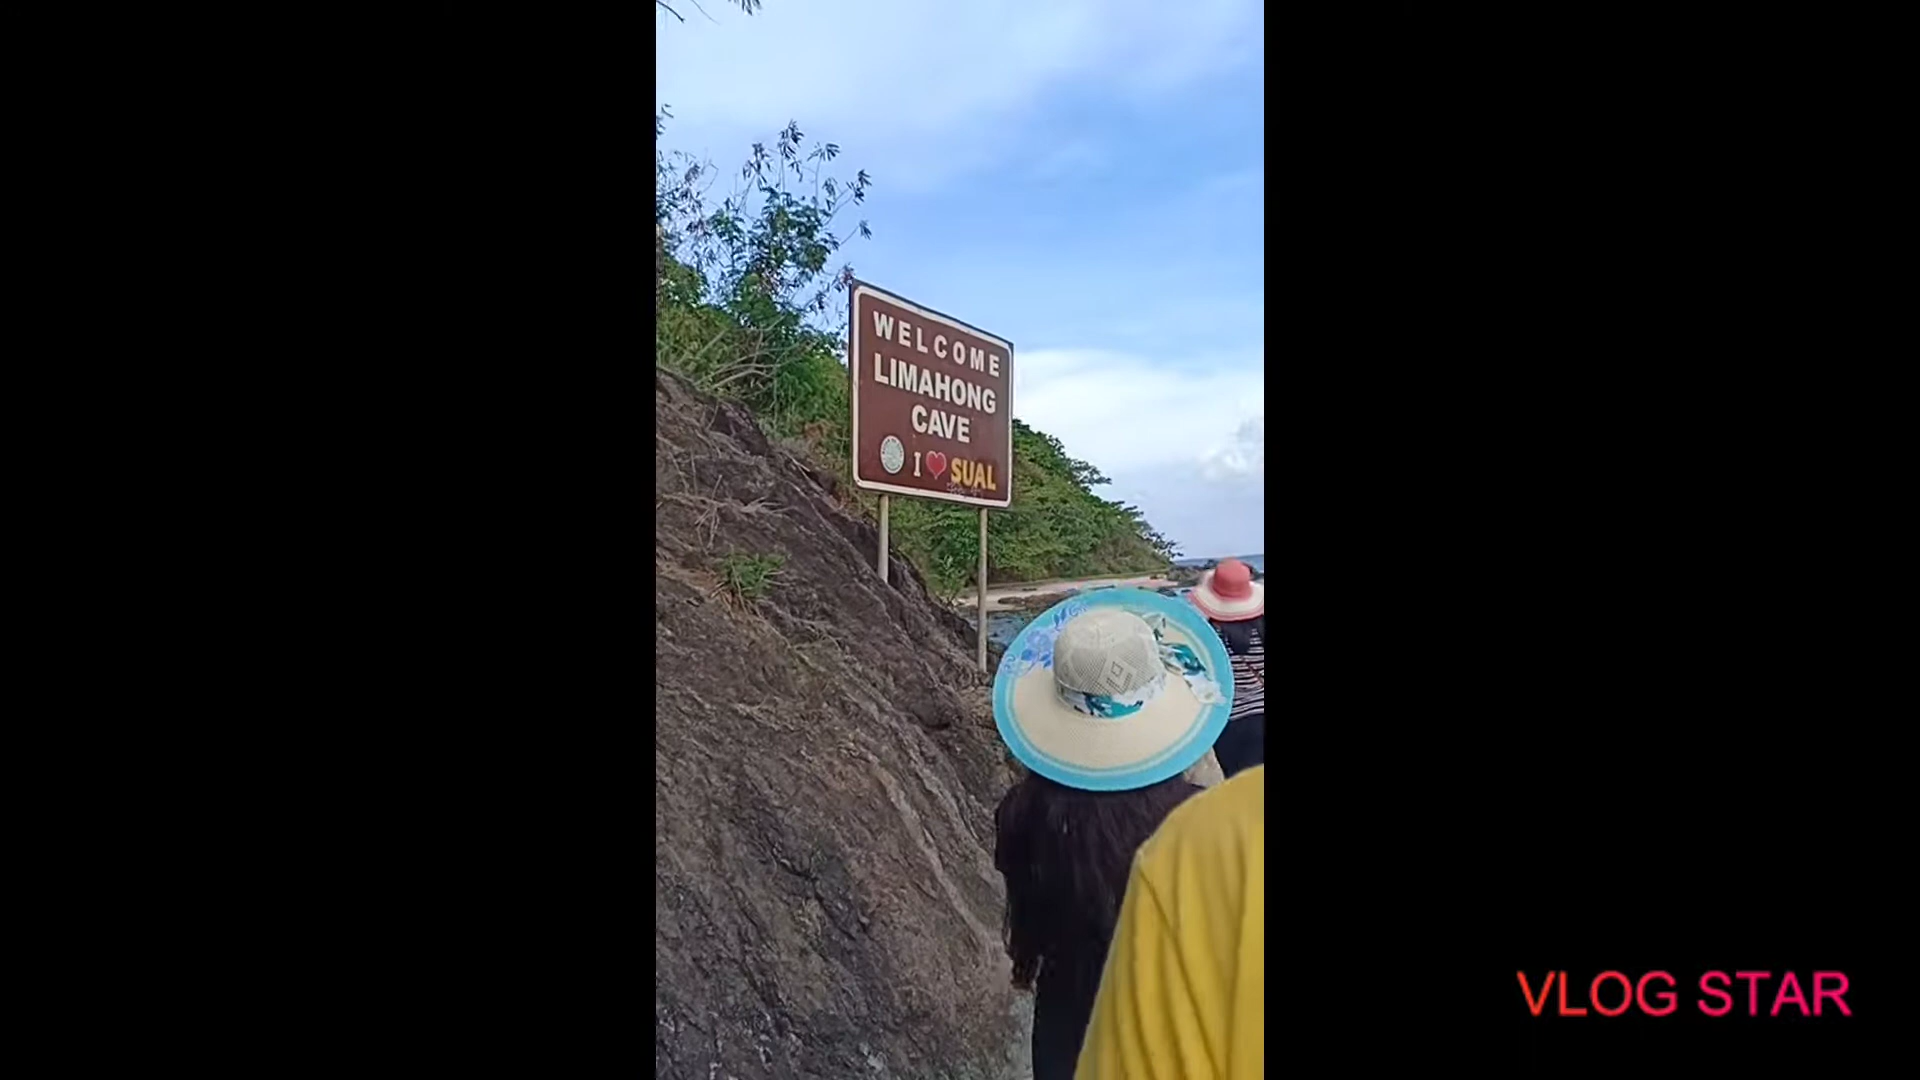 WELCOME
LIMAHONG
CAVE
I ❤ SUAL
VLOG STAR